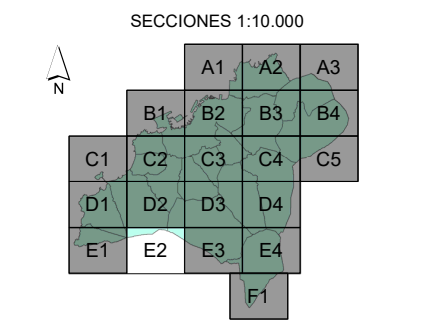 SECCIONES 1:10.000
N
A1 A2 A3
B1 B2 B3 B4
C1 C2 C3 C4 C5
D1 D2 D3 D4
E1 E2 E3 E4
F1